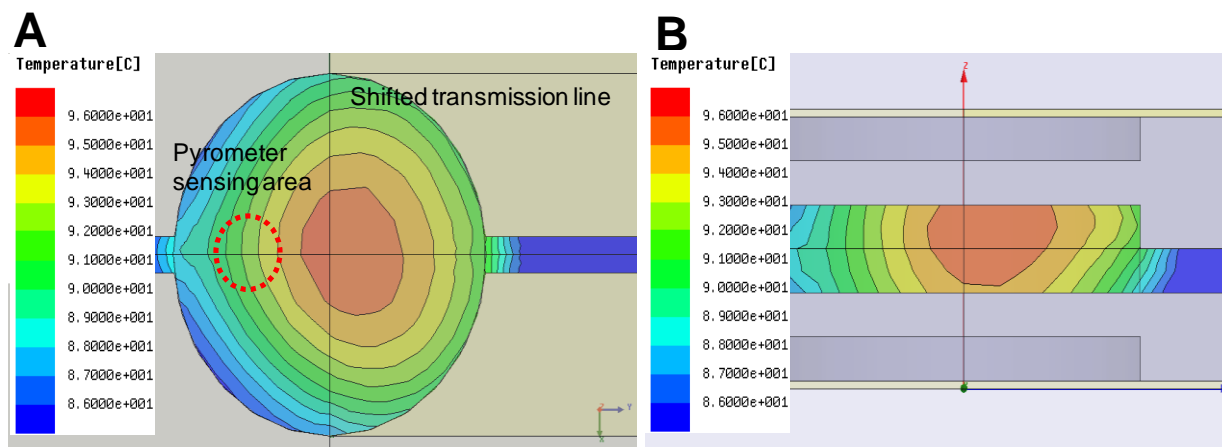 A
Temperature[C]
9.6000e+001
9.5000e+001
9.4000e+001
9.3000e+001
9.2000e+001
9.1000e+001
9.0000e+001
8.9000e+001
8.8000e+001
8.7000e+001
8.6000e+001
Shifted transmission line
Pyrometer
sensing area
Z
Y
X
B
Temperature[C]
9.6000e+001
9.5000e+001
9.4000e+001
9.3000e+001
9.2000e+001
9.1000e+001
9.0000e+001
8.9000e+001
8.8000e+001
8.7000e+001
8.6000e+001
Z